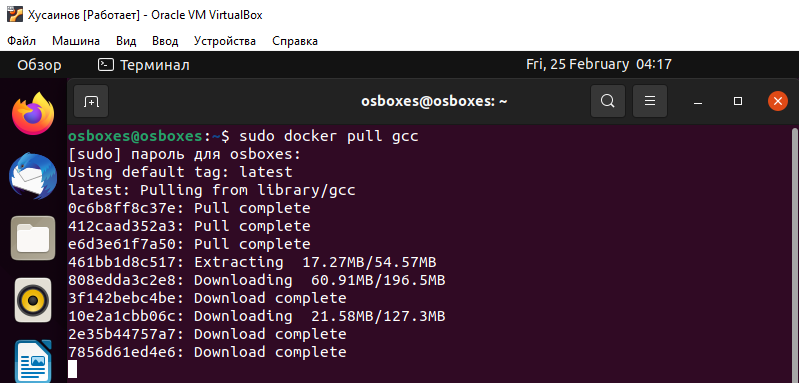 Хусаинов [Работает] - Oracle VM VirtualBox
Файл Машина Вид Ввод Устройства Справка
Обзор Терминал Fri, 25 February 04:17
osboxes@osboxes: ~
osboxes@osboxes:~$ sudo docker pull gcc
[sudo] пароль для osboxes:
Using default tag: latest
latest: Pulling from library/gcc
0c6b8ff8c37e: Pull complete
412caad352a3: Pull complete
e6d3e61f7a50: Pull complete
461bb1d8c517: Extracting 17.27MB/54.57MB
808edda3c2e8: Downloading 60.91MB/196.5MB
3f142bebc4be: Download complete
10e2a1cbb06c: Downloading 21.58MB/127.3MB
2e35b44757a7: Download complete
7856d61ed4e6: Download complete